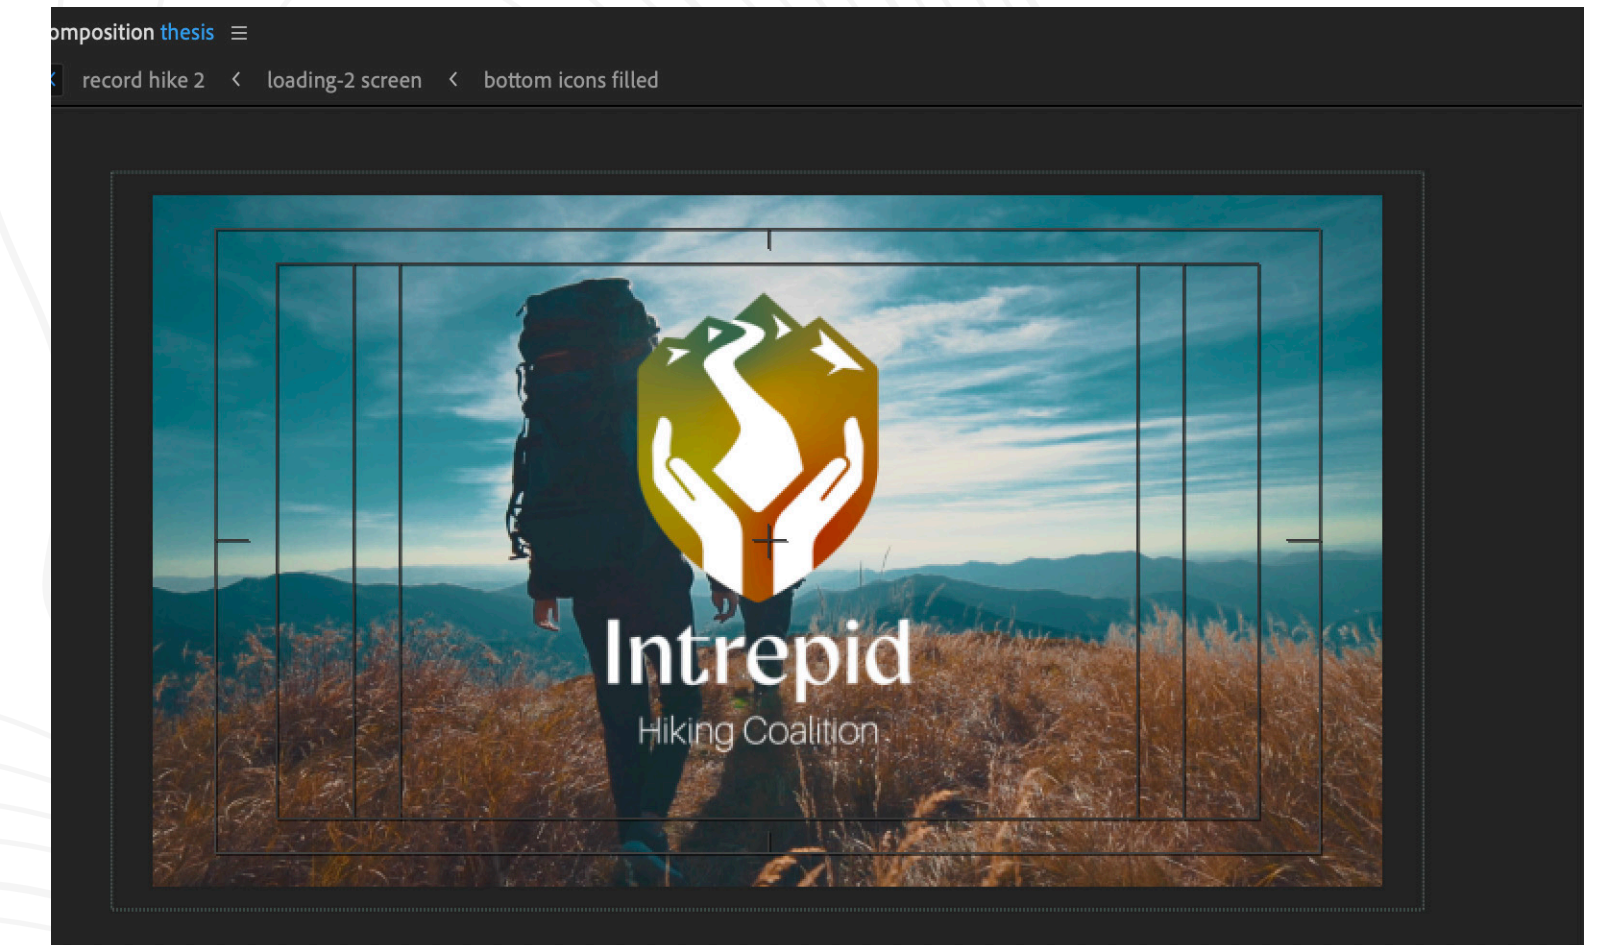 omposition thesis
record hike 2 < loading-2 screen < bottom icons filled
Intrepid
Hiking Coalition